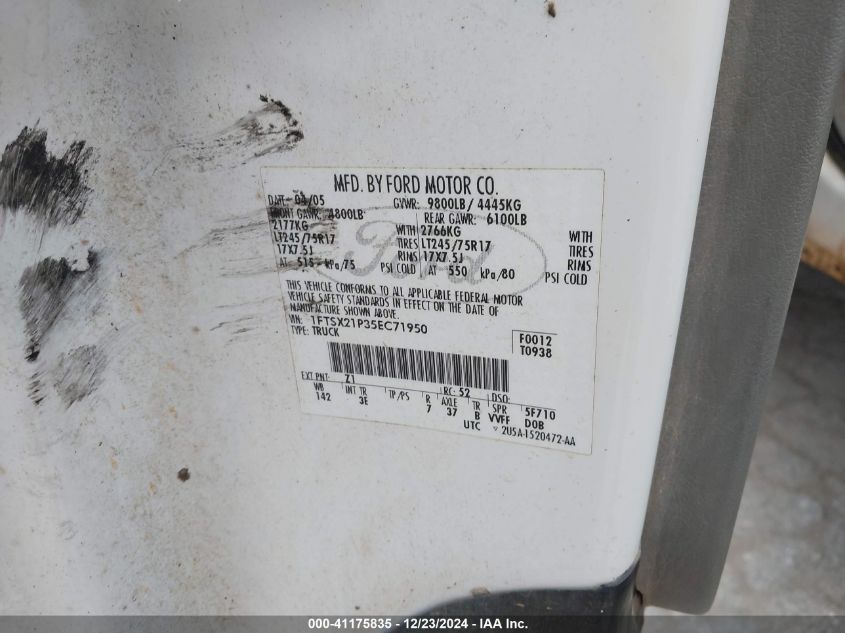 MFD. BY FORD MOTOR CO.
DATE: 04/05 GVWR: 9800LB/ 4445KG
FRONT GAWR: 4800LB REAR GAWR: 6100LB
2177KG WITH 2766KG WITH
LT245/75R17 TIRES LT245/75R17 TIRES
17X7.5J RIMS 17X7.5J RIMS
AT 515 kPa/75 PSI COLD AT 550 kPa/80 PSI COLD
Ford
THIS VEHICLE CONFORMS TO ALL APPLICABLE FEDERAL MOTOR
VEHICLE SAFETY STANDARDS IN EFFECT ON THE DATE OF
MANUFACTURE SHOWN ABOVE.
VIN: 1FTSX21P35EC71950
TYPE: TRUCK
F0012
T0938
EXT PNT: Z1 RC: 52 DSO:
WB INT TR TP/PS R AXLE TR SPR 5F710
142 3E 7 37 B VVFF DOB
UTC ▽ 2U5A-1520472-AA
000-41175835 - 12/23/2024 - IAA Inc.